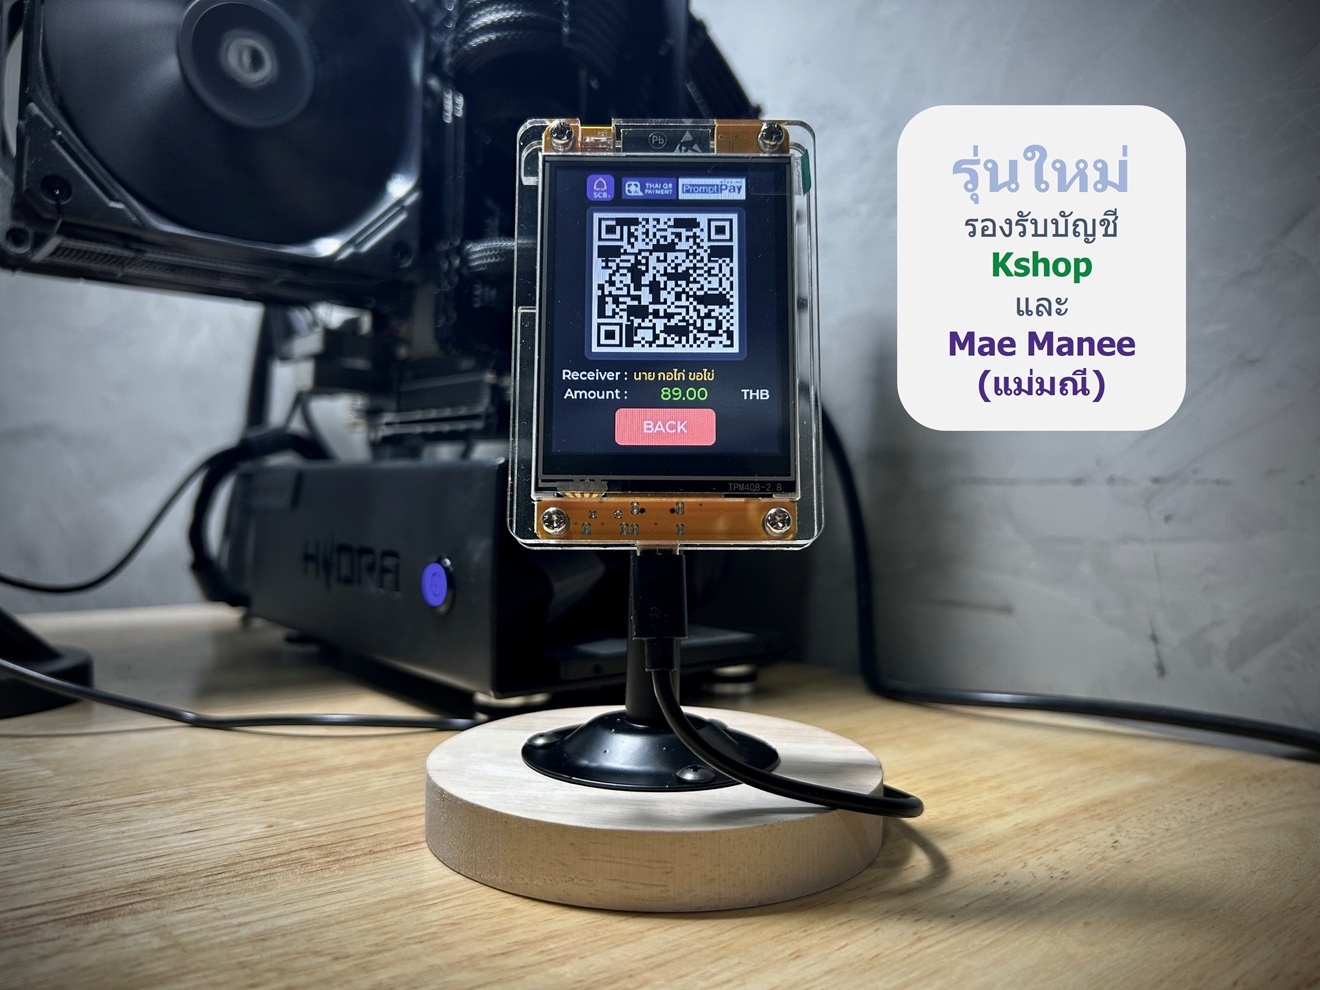 Pb
SCB
THAI QR
PAYMENT
PromptPay
Receiver : นาย กอไก่ ขอไข่
Amount : 89.00 THB
BACK
TPM408-2.8
HYDRA
รุ่นใหม่
รองรับบัญชี
Kshop
และ
Mae Manee
(แม่มณี)